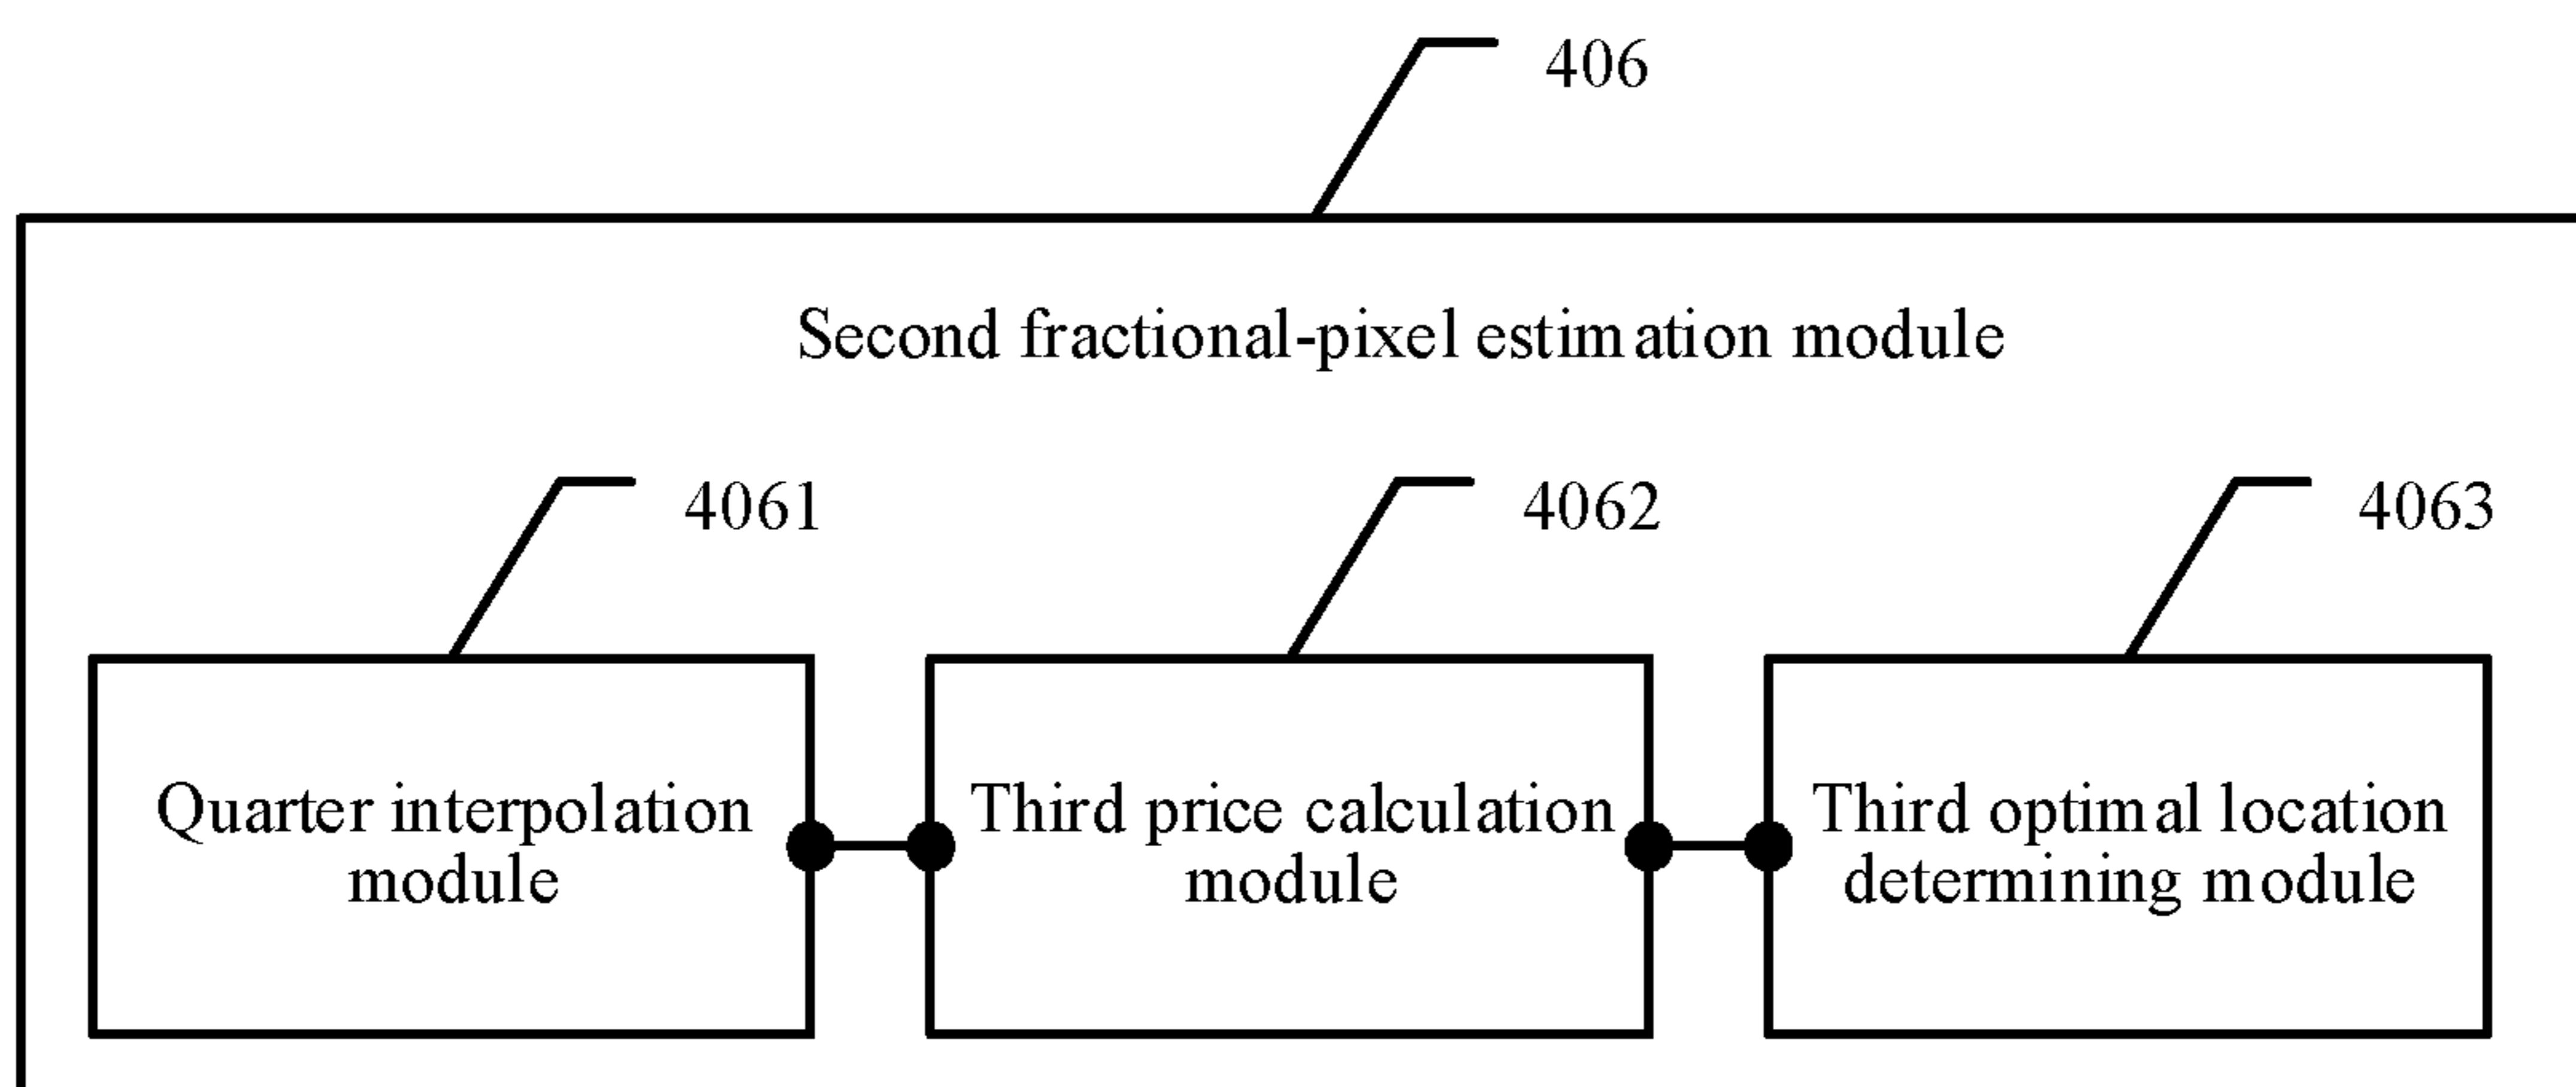 406
Second fractional-pixel estimation module
4061
4062
4063
Quarter interpolation
module
Third price calculation
module
Third optimal location
determining module